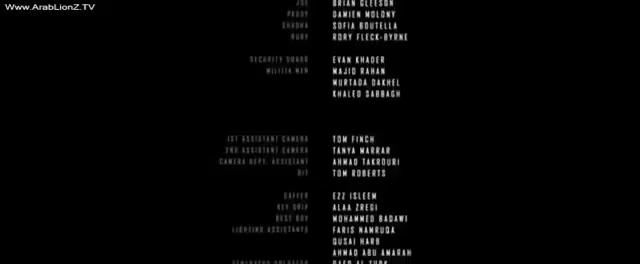 Www.ArabLionZ.TV
JOE BRIAN GLEESON
PADDY DAMIEN MOLONY
SOFIA BOUTELLA
RORY FLECK-BYRNE
SECURITY GUARD EVAN KHADER
MILITIA MEN MAJID RAHAN
MURTADA DAKHEL
KHALED SABBAGH
1ST ASSISTANT CAMERA TOM FINCH
2ND ASSISTANT CAMERA TANYA MARRAR
CAMERA DEPT. ASSISTANT AHMAD TAKROURI
DIT TOM ROBERTS
GAFFER EZZ ISLEEM
KEY GRIP ALAA ZREGI
BEST BOY MOHAMMED BADAWI
LIGHTING ASSISTANTS FARIS NAMRUQA
QUSAI HARB
AHMAD ABU AMARAH